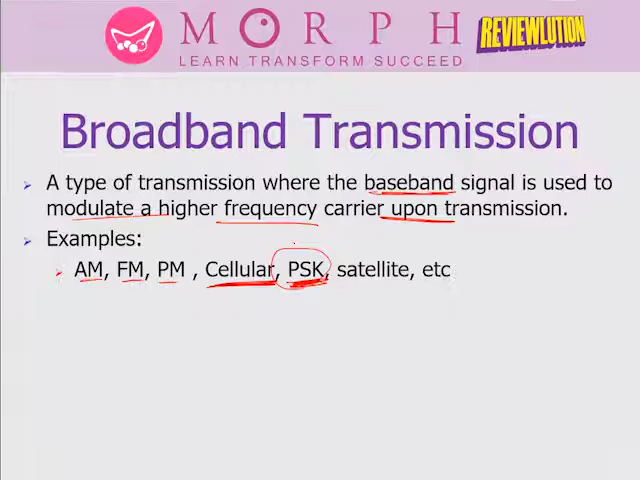 MORPH
LEARN TRANSFORM SUCCEED
REVIEWLUTION
Broadband Transmission
A type of transmission where the baseband signal is used to
modulate a higher frequency carrier upon transmission.
Examples:
AM, FM, PM , Cellular, PSK, satellite, etc